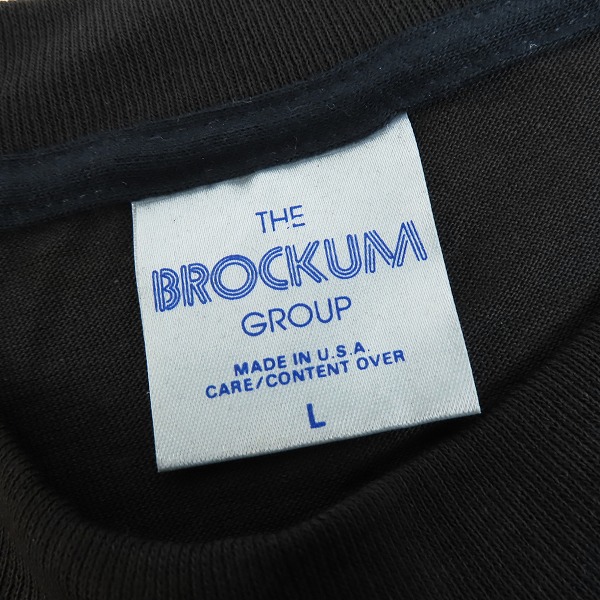 THE
BROCKUM
GROUP
MADE IN U.S.A.
CARE/CONTENT OVER
L